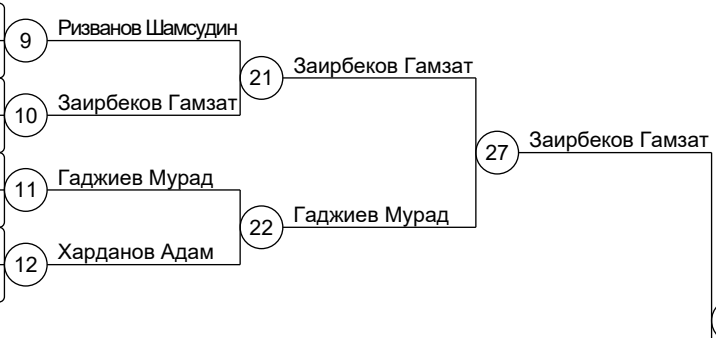 9 Ризванов Шамсудин
21 Заирбеков Гамзат
10 Заирбеков Гамзат
27 Заирбеков Гамзат
11 Гаджиев Мурад
22 Гаджиев Мурад
12 Харданов Адам